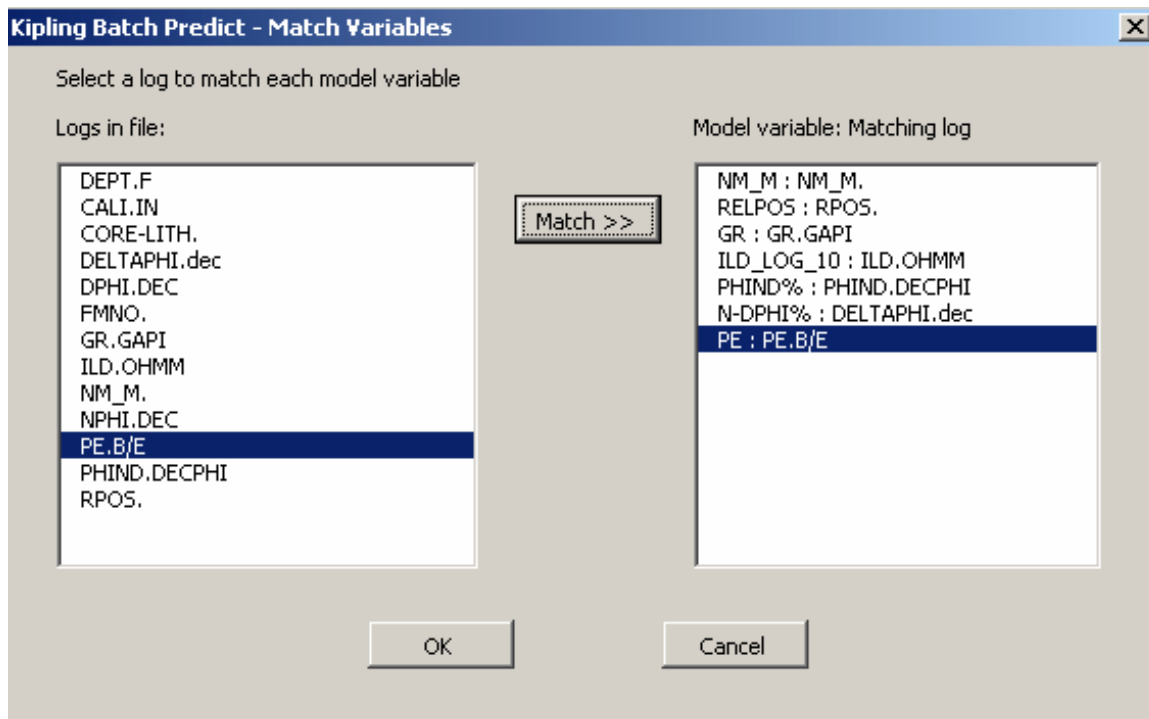 Kipling Batch Predict - Match Variables
Select a log to match each model variable
Logs in file:
DEPT.F
CALI.IN
CORE-LITH.
DELTAPHI.dec
DPHI.DEC
FMNO.
GR.GAPI
ILD.OHMM
NM_M.
NPHI.DEC
PE.B/E
PHIND.DECPHI
RPOS.
Match >>
Model variable: Matching log
NM_M : NM_M.
RELPOS : RPOS.
GR : GR.GAPI
ILD_LOG_10 : ILD.OHMM
PHIND% : PHIND.DECPHI
N-DPHI% : DELTAPHI.dec
PE : PE.B/E
OK
Cancel